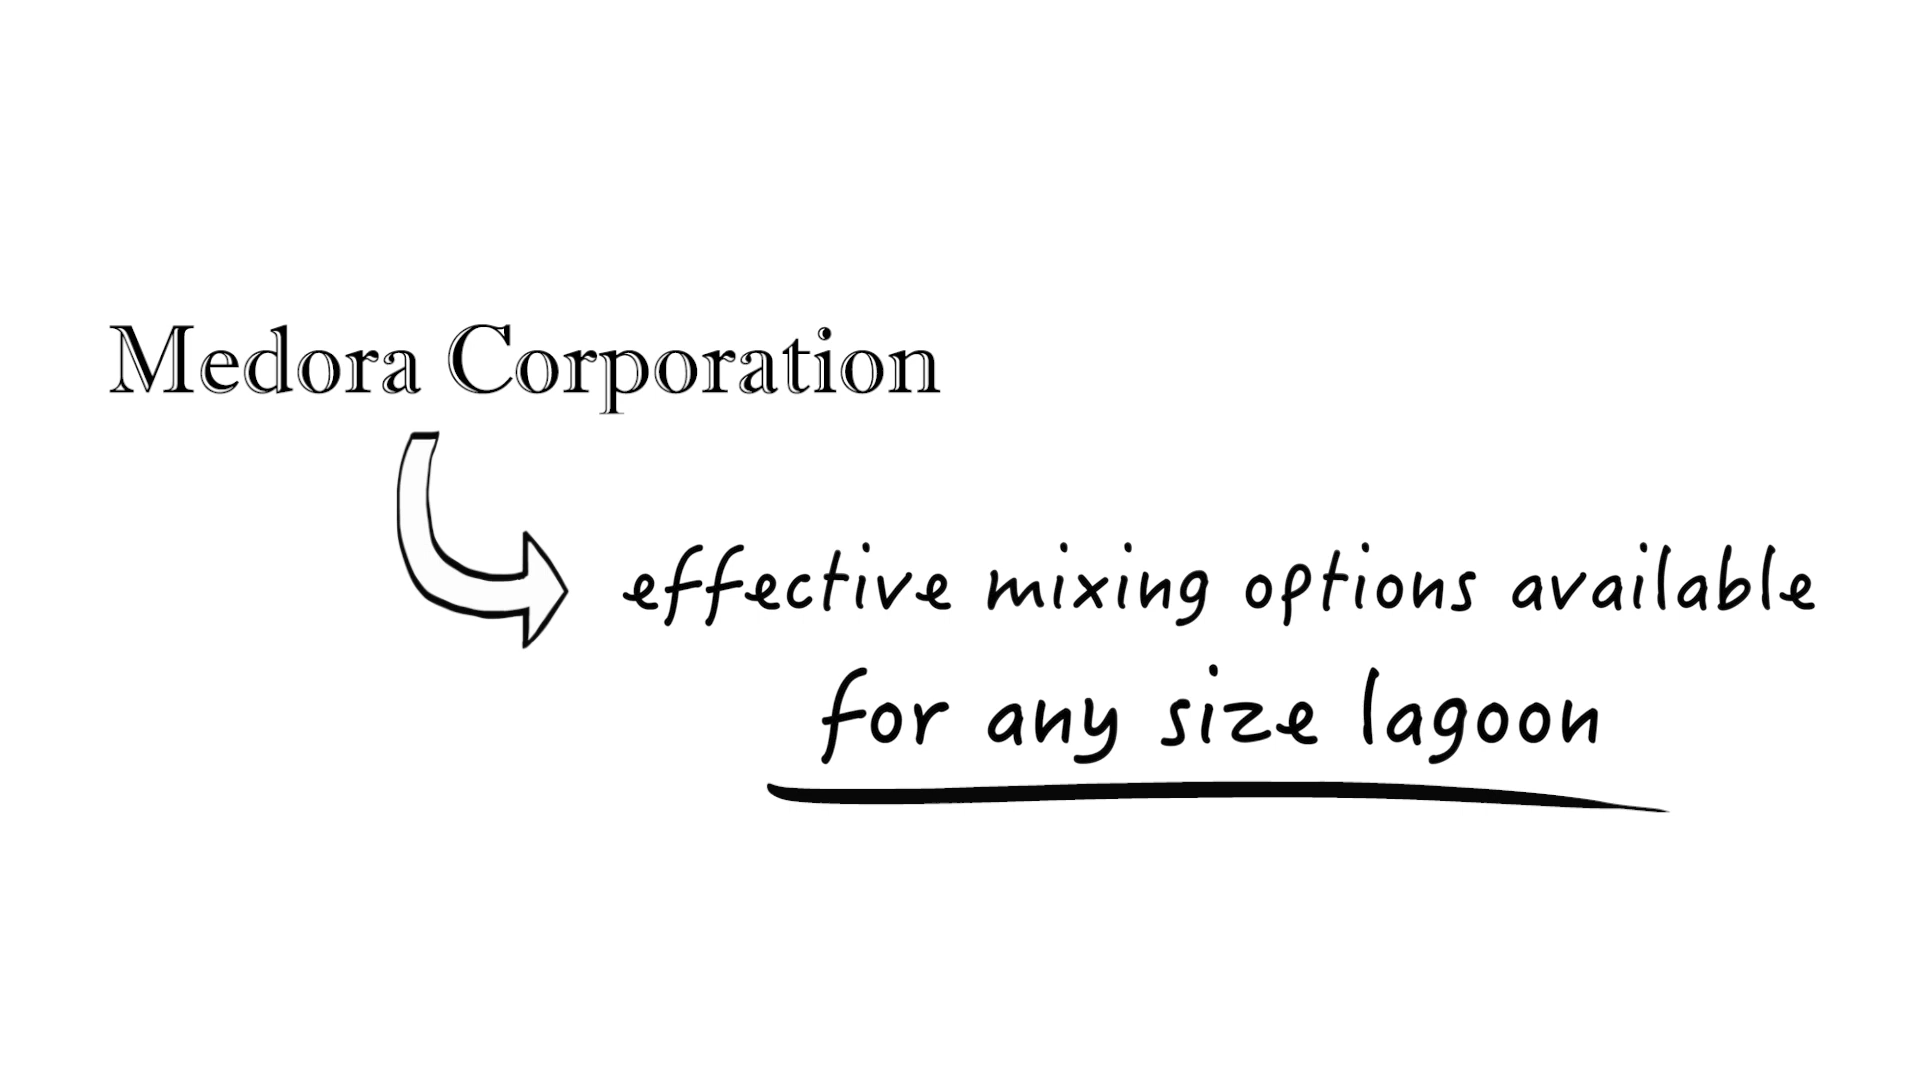 Medora Corporation
effective mixing options available
for any size lagoon